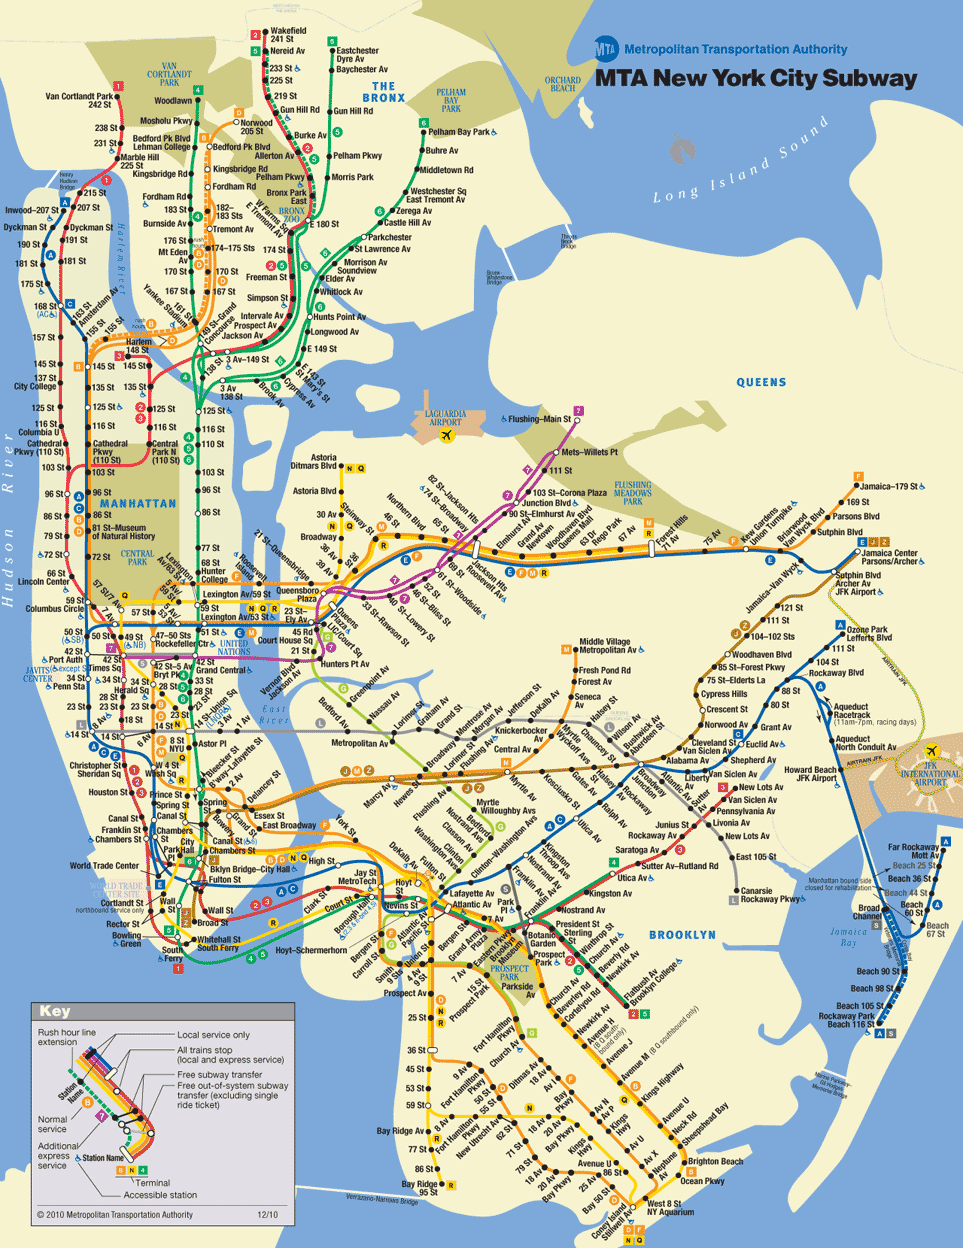 MTA Metropolitan Transportation Authority
MTA New York City Subway
Long Island Sound
THE
BRONX
VAN
CORTLANDT
PARK
PELHAM
BAY
PARK
ORCHARD
BEACH
Wakefield
241 St
Nereid Av
233 St
225 St
219 St
Gun Hill Rd
Burke Av
Allerton Av
Pelham Pkwy
Bronx Park
East
BRONX
ZOO
E 180 St
Eastchester
Dyre Av
Baychester Av
Gun Hill Rd
Pelham Pkwy
Morris Park
Pelham Bay Park
Buhre Av
Middletown Rd
Westchester Sq
East Tremont Av
Zerega Av
Castle Hill Av
Parkchester
St Lawrence Av
Morrison Av
Soundview
Elder Av
Whitlock Av
Hunts Point Av
Longwood Av
E 149 St
E 143 St
St Mary's St
Cypress Av
Brook Av
3 Av
138 St
W Farms Sq
E Tremont Av
174 St
Freeman St
Simpson St
Intervale Av
Prospect Av
Jackson Av
3 Av–149 St
149 St–Grand
Concourse
138 St
Van Cortlandt Park
242 St
238 St
231 St
Marble Hill
225 St
215 St
207 St
Dyckman St
191 St
181 St
Woodlawn
Mosholu Pkwy
Bedford Pk Blvd
Lehman College
Kingsbridge Rd
Fordham Rd
183 St
Burnside Av
176 St
Mt Eden
Av
170 St
167 St
161 St
Yankee Stadium
Norwood
205 St
Bedford Pk Blvd
Kingsbridge Rd
Fordham Rd
182–
183 Sts
Tremont Av
174–175 Sts
170 St
167 St
Henry
Hudson
Bridge
Inwood–207 St
Dyckman St
190 St
181 St
175 St
168 St
163 St
Amsterdam Av
155 St
155 St
157 St
Harlem River
Harlem
148 St
145 St
145 St
145 St
137 St
City College
135 St
135 St
125 St
125 St
125 St
125 St
116 St
Columbia U
116 St
116 St
116 St
Cathedral
Pkwy (110 St)
Cathedral
Pkwy
(110 St)
Central
Park N
(110 St)
110 St
103 St
103 St
103 St
96 St
96 St
96 St
86 St
86 St
86 St
MANHATTAN
79 St
81 St–Museum
of Natural History
77 St
72 St
72 St
68 St
Hunter
College
66 St
Lincoln Center
CENTRAL
PARK
59 St
Columbus Circle
Hudson River
57 St/7 Av
57 St
Lexington
Av/63 St
5 Av/
59 St
59 St
Lexington Av/59 St
Lexington Av/53 St
51 St
5 Av/
53 St
7 Av
50 St
50 St
49 St
47–50 Sts
Rockefeller Ctr
UNITED
NATIONS
42 St
Port Auth
42 St
Times Sq
42 St–5 Av
Bryt Pk
42 St
Grand Central
JAVITS
CENTER
34 St
Penn Sta
34 St
34 St
Herald Sq
33 St
28 St
28 St
28 St
23 St
23 St
23 St
23 St
14 St
14 St
14 St
8 Av
6 Av
18 St
14 St–Union Sq
3 Av
1 Av
Christopher St
Sheridan Sq
W 4 St
Wash Sq
8 St
NYU
Astor Pl
Bleecker St
B'way–Lafayette St
2 Av
Delancey
Essex St
East Broadway
Houston St
Prince St
Spring St
Spring
St
Bowery
Grand St
Canal St
Canal St
Canal St
Franklin St
Chambers St
Chambers
St
City
Hall
Park
Pl
Chambers St
Bklyn Bridge–City Hall
World Trade Center
Fulton St
WORLD TRADE
CENTER SITE
Cortlandt St
northbound service only
Wall
St
Wall St
Rector St
Broad St
Bowling
Green
Whitehall St
South Ferry
South
Ferry
East
River
Roosevelt
Island
21 St–Queensbridge
Queensboro
Plaza
Queens
Plaza
23 St–
Ely Av
45 Rd
Court House Sq
Court Sq
21 St
Hunters Pt Av
Vernon Blvd
Jackson Av
Astoria
Ditmars Blvd
Astoria Blvd
30 Av
Broadway
36 Av
39 Av
36 St
Steinway St
46 St
Northern Blvd
65 St
74 St–Broadway
82 St–Jackson Hts
90 St–Elmhurst Av
Junction Blvd
103 St–Corona Plaza
111 St
Mets–Willets Pt
Flushing–Main St
33 St–Rawson St
40 St–Lowery St
46 St–Bliss St
52 St
61 St–Woodside
69 St
Jackson Hts
Roosevelt Av
Elmhurst Av
Grand Av
Newtown
Woodhaven Blvd
Queens Mall
63 Dr
Rego Park
67 Av
Forest Hills
71 Av
75 Av
Kew Gardens
Union Turnpike
Briarwood
Van Wyck Blvd
Sutphin Blvd
Parsons Blvd
169 St
Jamaica–179 St
LAGUARDIA
AIRPORT
FLUSHING
MEADOWS
PARK
QUEENS
Throgs
Neck
Bridge
Bronx
Whitestone
Bridge
Jamaica Center
Parsons/Archer
Sutphin Blvd
Archer Av
JFK Airport
Jamaica–Van Wyck
121 St
111 St
104–102 Sts
Woodhaven Blvd
85 St–Forest Pkwy
75 St–Elderts La
Cypress Hills
Crescent St
Norwood Av
Cleveland St
Van Siclen Av
Alabama Av
Ozone Park
Lefferts Blvd
111 St
104 St
Rockaway Blvd
88 St
80 St
Grant Av
Euclid Av
Shepherd Av
Van Siclen Av
Liberty
Av
Aqueduct
Racetrack
(11am–7pm, racing days)
Aqueduct
North Conduit Av
Howard Beach
JFK Airport
AIRTRAIN JFK
AIRTRAIN JFK
JFK
INTERNATIONAL
AIRPORT
Middle Village
Metropolitan Av
Fresh Pond Rd
Forest Av
Seneca
Av
Myrtle
Wyckoff Avs
Knickerbocker
Av
Central Av
Halsey St
Wilson Av
Bushwick Av
Aberdeen St
DeKalb Av
Jefferson St
Morgan Av
Montrose Av
Grand St
Graham Av
Lorimer St
Bedford Av
Nassau Av
Greenpoint Av
Metropolitan Av
Broadway
Lorimer St
Flushing Av
Hewes St
Marcy Av
Myrtle Av
Kosciusko St
Gates Av
Halsey St
Chauncey St
Broadway
Junction
Atlantic
Av
Sutter
Av
Livonia Av
New Lots Av
East 105 St
Canarsie
Rockaway Pkwy
Flushing Av
Myrtle
Willoughby Avs
Bedford
Nostrand Avs
Classon Av
Clinton
Washington Avs
Fulton St
York St
High St
Jay St
MetroTech
Hoyt
St
DeKalb Av
Nevins St
Lafayette Av
Clinton–Washington Avs
Franklin Av
Nostrand Av
Kingston
Throop Avs
Utica Av
Ralph Av
Rockaway
Av
Clark St
Court St
Borough Hall
Hoyt–Schermerhorn
Atlantic Av
Atlantic Av
Pacific St
Bergen St
Bergen St
Carroll St
Smith
9 Sts
Union St
4 Av
9 St
Prospect Av
7 Av
Grand Army
Plaza
Eastern Pkwy
Brooklyn
Museum
Park
Pl
Botanic
Garden
Franklin Av
President St
Sterling
St
Winthrop St
Church Av
Beverly Rd
Newkirk Av
Flatbush Av
Brooklyn College
Nostrand Av
Kingston Av
Utica Av
Sutter Av–Rutland Rd
Saratoga Av
Rockaway Av
Junius St
Pennsylvania Av
Van Siclen Av
New Lots Av
BROOKLYN
PROSPECT
PARK
Prospect
Park
Parkside
Av
7 Av
15 St
Prospect Park
Fort Hamilton
Pkwy
Church Av
Church Av
Beverley Rd
Cortelyou Rd
Newkirk Av
Avenue H
Avenue J
Avenue M
Kings Highway
Avenue U
Neck Rd
Sheepshead Bay
Brighton Beach
Ocean Pkwy
West 8 St
NY Aquarium
Coney Island
Stillwell Av
25 St
36 St
45 St
53 St
59 St
Bay Ridge Av
77 St
86 St
Bay Ridge
95 St
9 Av
Fort Hamilton
Pkwy
50 St
55 St
62 St
71 St
79 St
18 Av
20 Av
Bay Pkwy
25 Av
Bay 50 St
8 Av
Fort Hamilton
Pkwy
New Utrecht Av
18 Av
20 Av
Bay Pkwy
Kings
Hwy
Avenue U
86 St
Ditmas Av
18 Av
Av I
Bay
Pkwy
Av N
Av P
Kings
Hwy
Av U
Av X
Neptune
Av
Far Rockaway
Mott Av
Beach 25 St
Beach 36 St
Beach 44 St
Beach
60 St
Beach
67 St
Broad
Channel
Manhattan bound side
closed for rehabilitation
Jamaica
Bay
Beach 90 St
Beach 98 St
Beach 105 St
Rockaway Park
Beach 116 St
Marine Parkway–
Gil Hodges
Memorial Bridge
Verrazano-Narrows Bridge
Key
Rush hour line
extension
Local service only
All trains stop
(local and express service)
Free subway transfer
Free out-of-system subway
transfer (excluding single
ride ticket)
Station
Name
Normal
service
Additional
express
service
Station Name
Terminal
Accessible station
© 2010 Metropolitan Transportation Authority
12/10